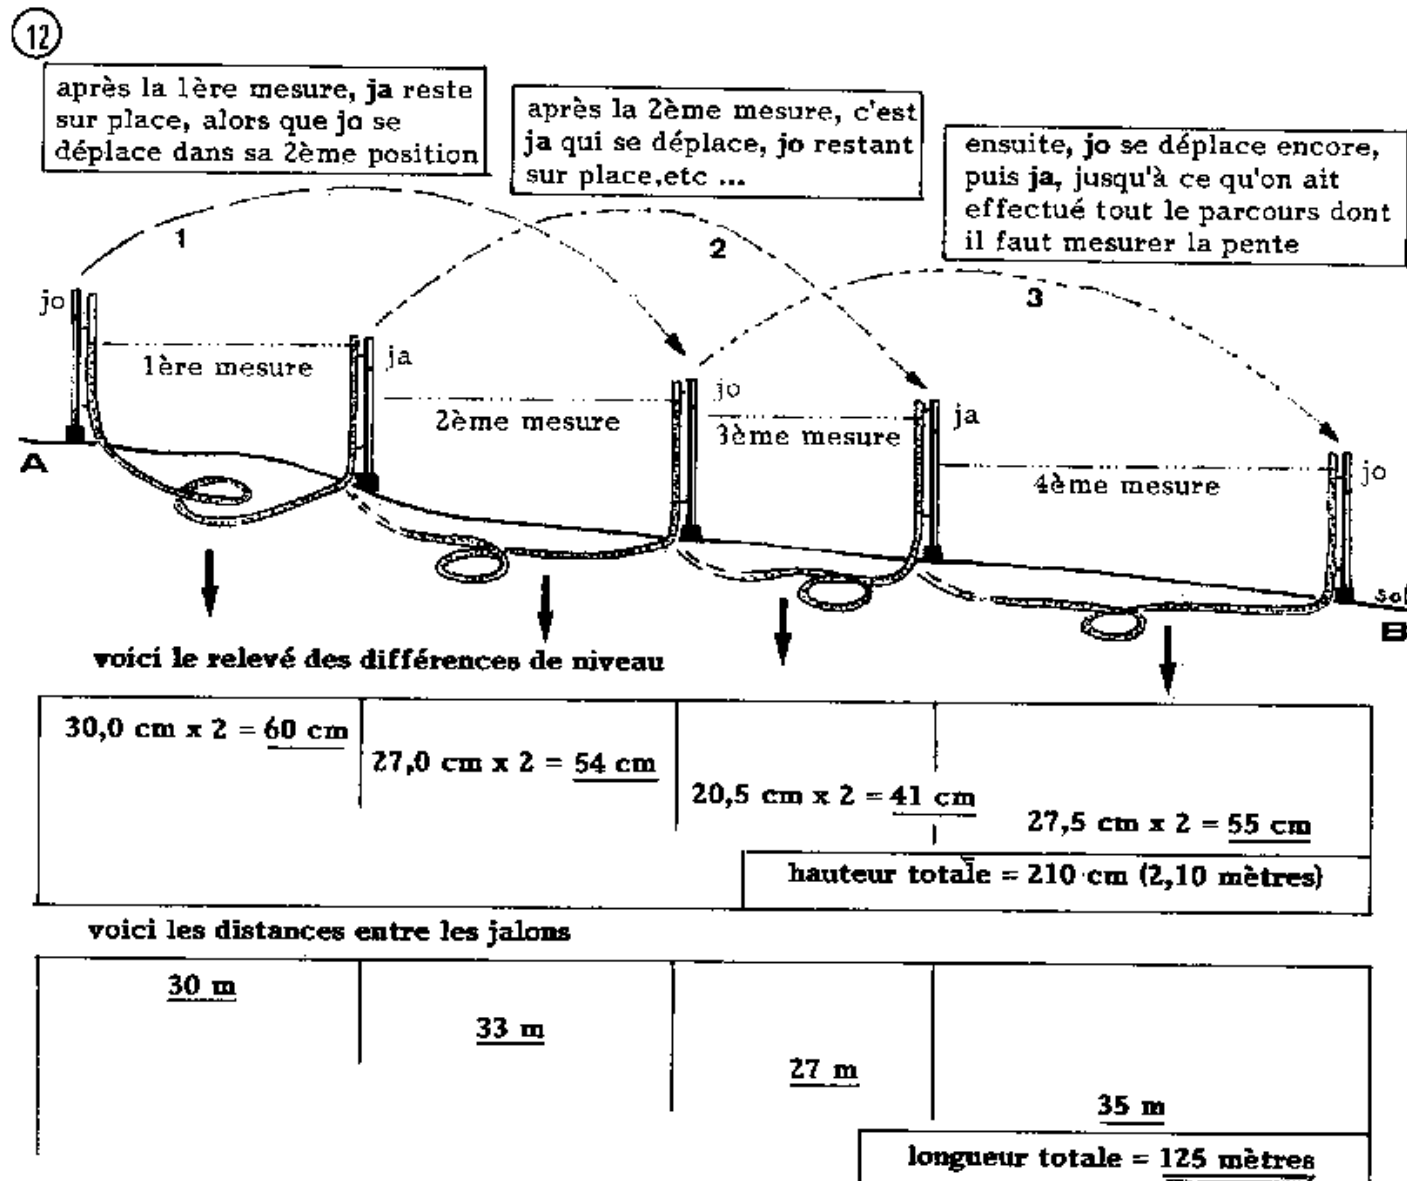 12
après la 1ère mesure, ja reste
sur place, alors que jo se
déplace dans sa 2ème position
après la 2ème mesure, c'est
ja qui se déplace, jo restant
sur place, etc ...
ensuite, jo se déplace encore,
puis ja, jusqu'à ce qu'on ait
effectué tout le parcours dont
il faut mesurer la pente
1
2
3
jo
ja
jo
ja
jo
1ère mesure
2ème mesure
3ème mesure
4ème mesure
A
sol
B
voici le relevé des différences de niveau
30,0 cm x 2 = 60 cm
27,0 cm x 2 = 54 cm
20,5 cm x 2 = 41 cm
27,5 cm x 2 = 55 cm
hauteur totale = 210 cm (2,10 mètres)
voici les distances entre les jalons
30 m
33 m
27 m
35 m
longueur totale = 125 mètres